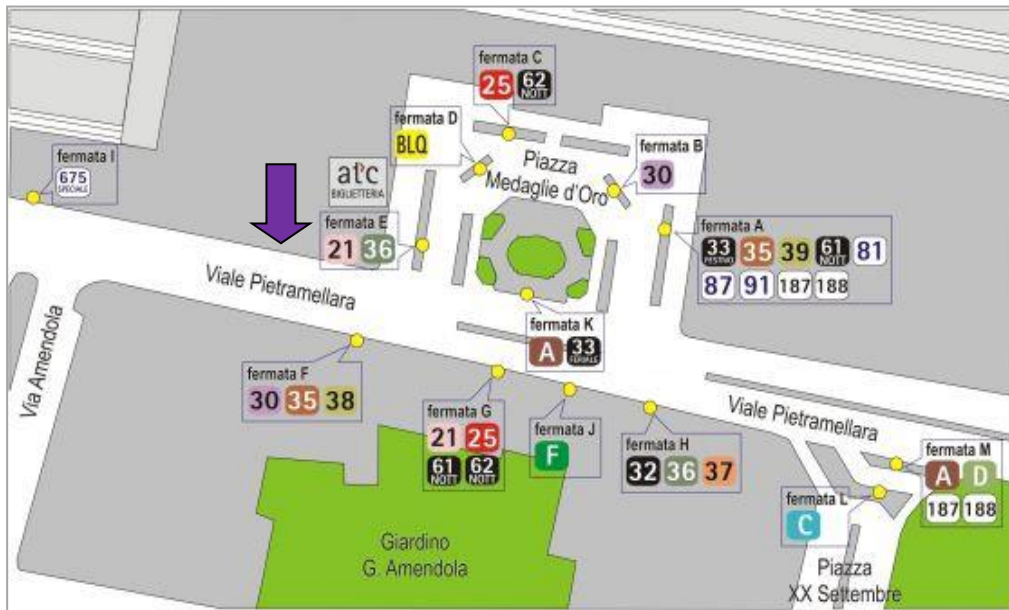 fermata C
25 62
NOTT
fermata D
BLQ
fermata I
675
SPECIALE
atc
BIGLIETTERIA
Piazza
Medaglie d'Oro
fermata B
30
fermata E
21 36
fermata A
33 35 39 61 81
FESTIVO NOTT
87 91 187 188
Viale Pietramellara
Via Amendola
fermata K
A 33
FERIALE
fermata F
30 35 38
fermata G
21 25
61 62
NOTT NOTT
fermata J
F
fermata H
32 36 37
Viale Pietramellara
fermata M
A D
187 188
fermata L
C
Giardino
G. Amendola
Piazza
XX Settembre